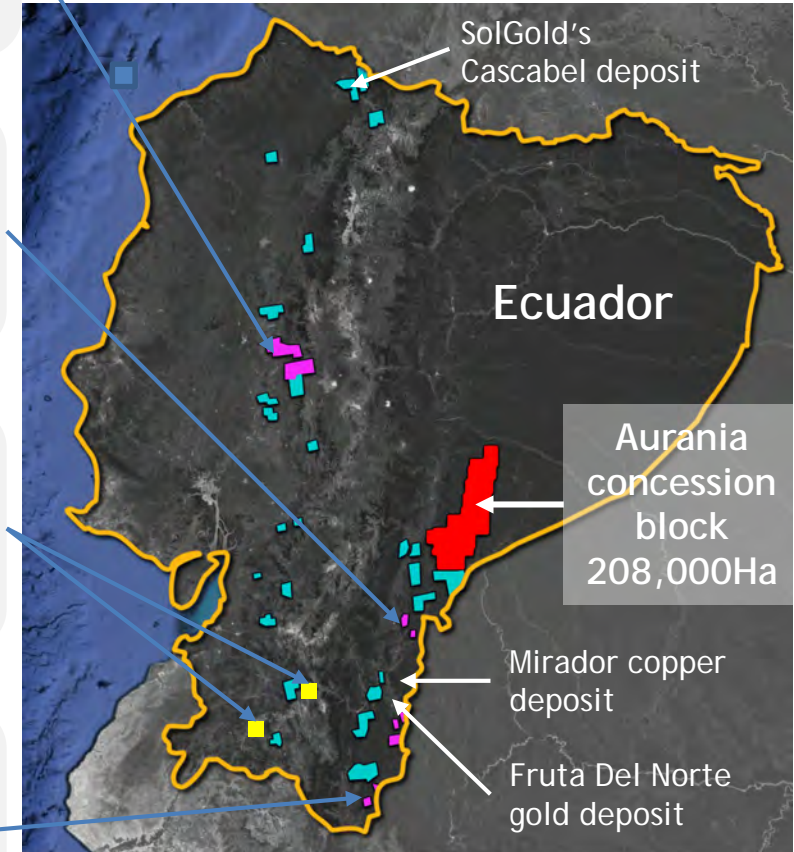 SolGold's
Cascabel deposit
Ecuador
Aurania
concession
block
208,000Ha
Mirador copper
deposit
Fruta Del Norte
gold deposit